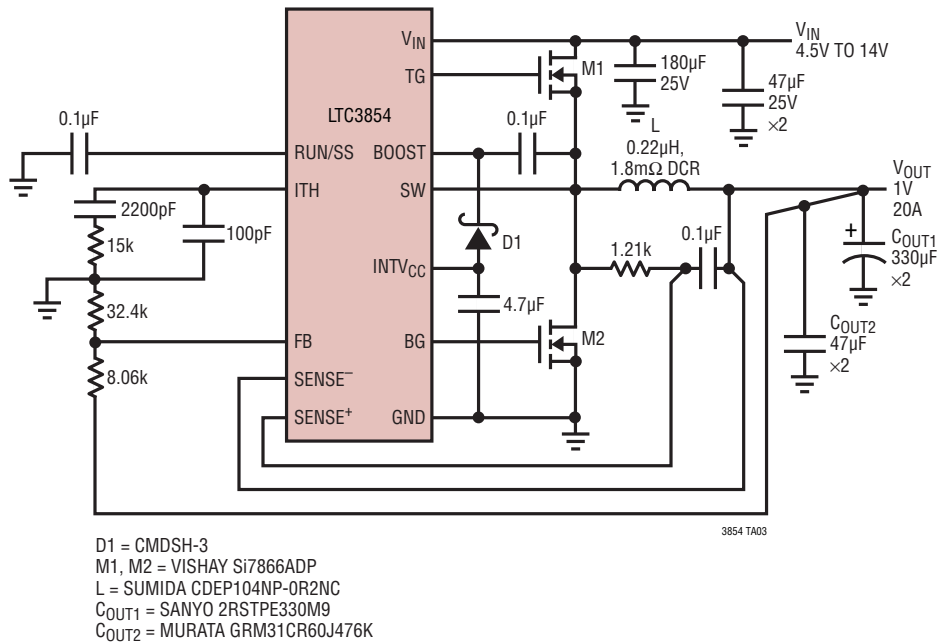 VIN
4.5V TO 14V
VIN
TG
M1
180µF
25V
47µF
25V
×2
LTC3854
0.1µF
0.1µF
L
0.22µH,
1.8mΩ DCR
RUN/SS
BOOST
ITH
SW
VOUT
1V
20A
2200pF
100pF
15k
D1
1.21k
0.1µF
+
COUT1
330µF
×2
INTVCC
4.7µF
32.4k
FB
BG
M2
COUT2
47µF
×2
8.06k
SENSE–
SENSE+
GND
3854 TA03
D1 = CMDSH-3
M1, M2 = VISHAY Si7866ADP
L = SUMIDA CDEP104NP-0R2NC
COUT1 = SANYO 2RSTPE330M9
COUT2 = MURATA GRM31CR60J476K